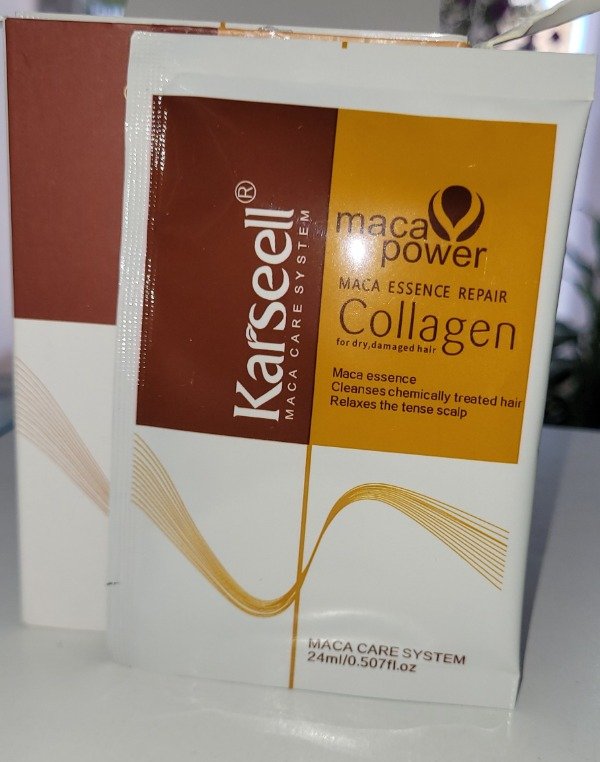 Karseell®
MACA CARE SYSTEM
maca
power
MACA ESSENCE REPAIR
Collagen
for dry,damaged hair
Maca essence
Cleanses chemically treated hair
Relaxes the tense scalp
MACA CARE SYSTEM
24ml/0.507fl.oz